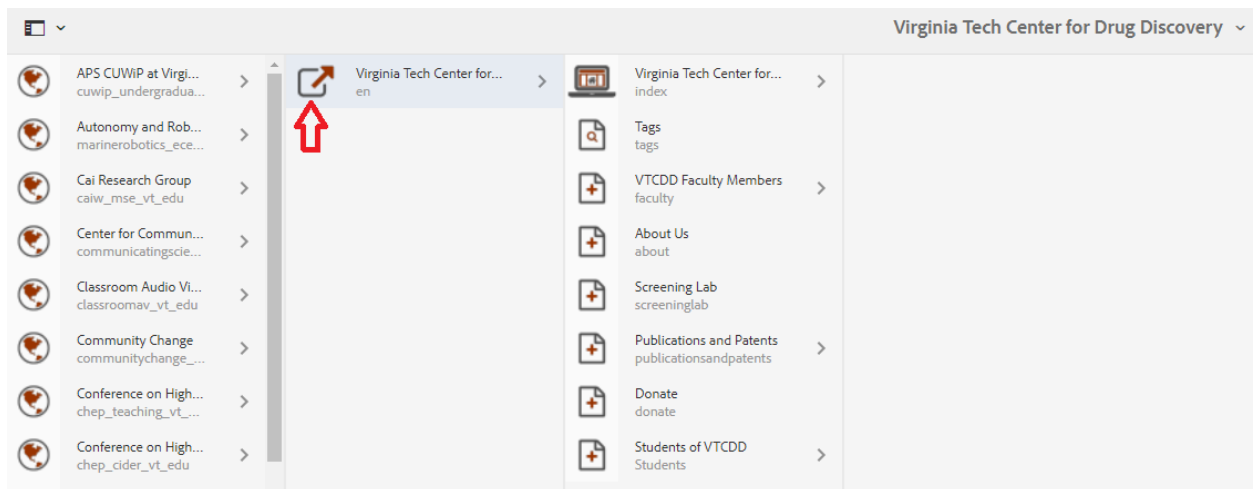 Virginia Tech Center for Drug Discovery
APS CUWiP at Virgi...
cuwip_undergradua...
Autonomy and Rob...
marinerobotics_ece...
Cai Research Group
caiw_mse_vt_edu
Center for Commun...
communicatingscie...
Classroom Audio Vi...
classroomav_vt_edu
Community Change
communitychange_...
Conference on High...
chep_teaching_vt_...
Conference on High...
chep_cider_vt_edu
Virginia Tech Center for...
en
Virginia Tech Center for...
index
Tags
tags
VTCDD Faculty Members
faculty
About Us
about
Screening Lab
screeninglab
Publications and Patents
publicationsandpatents
Donate
donate
Students of VTCDD
Students